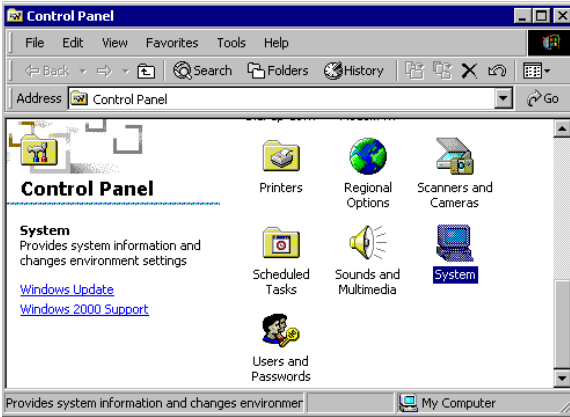 Control Panel
File Edit View Favorites Tools Help
Back Search Folders History
Address Control Panel Go
Control Panel
System
Provides system information and
changes environment settings
Windows Update
Windows 2000 Support
Printers
Regional
Options
Scanners and
Cameras
Scheduled
Tasks
Sounds and
Multimedia
System
Users and
Passwords
Provides system information and changes environmer
My Computer